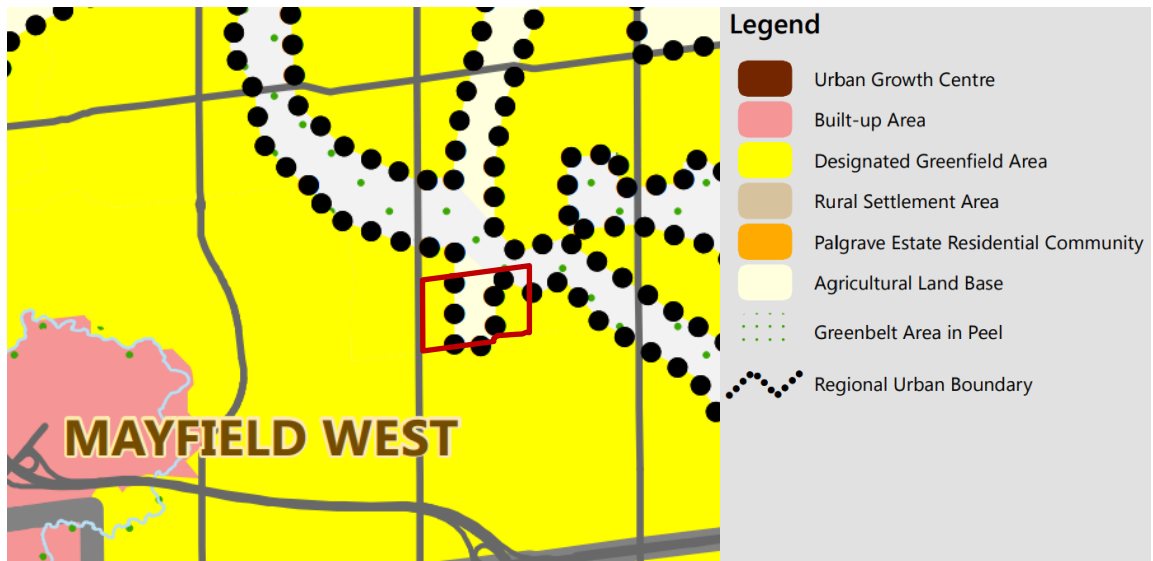 Legend
Urban Growth Centre
Built-up Area
Designated Greenfield Area
Rural Settlement Area
Palgrave Estate Residential Community
Agricultural Land Base
Greenbelt Area in Peel
Regional Urban Boundary
MAYFIELD WEST